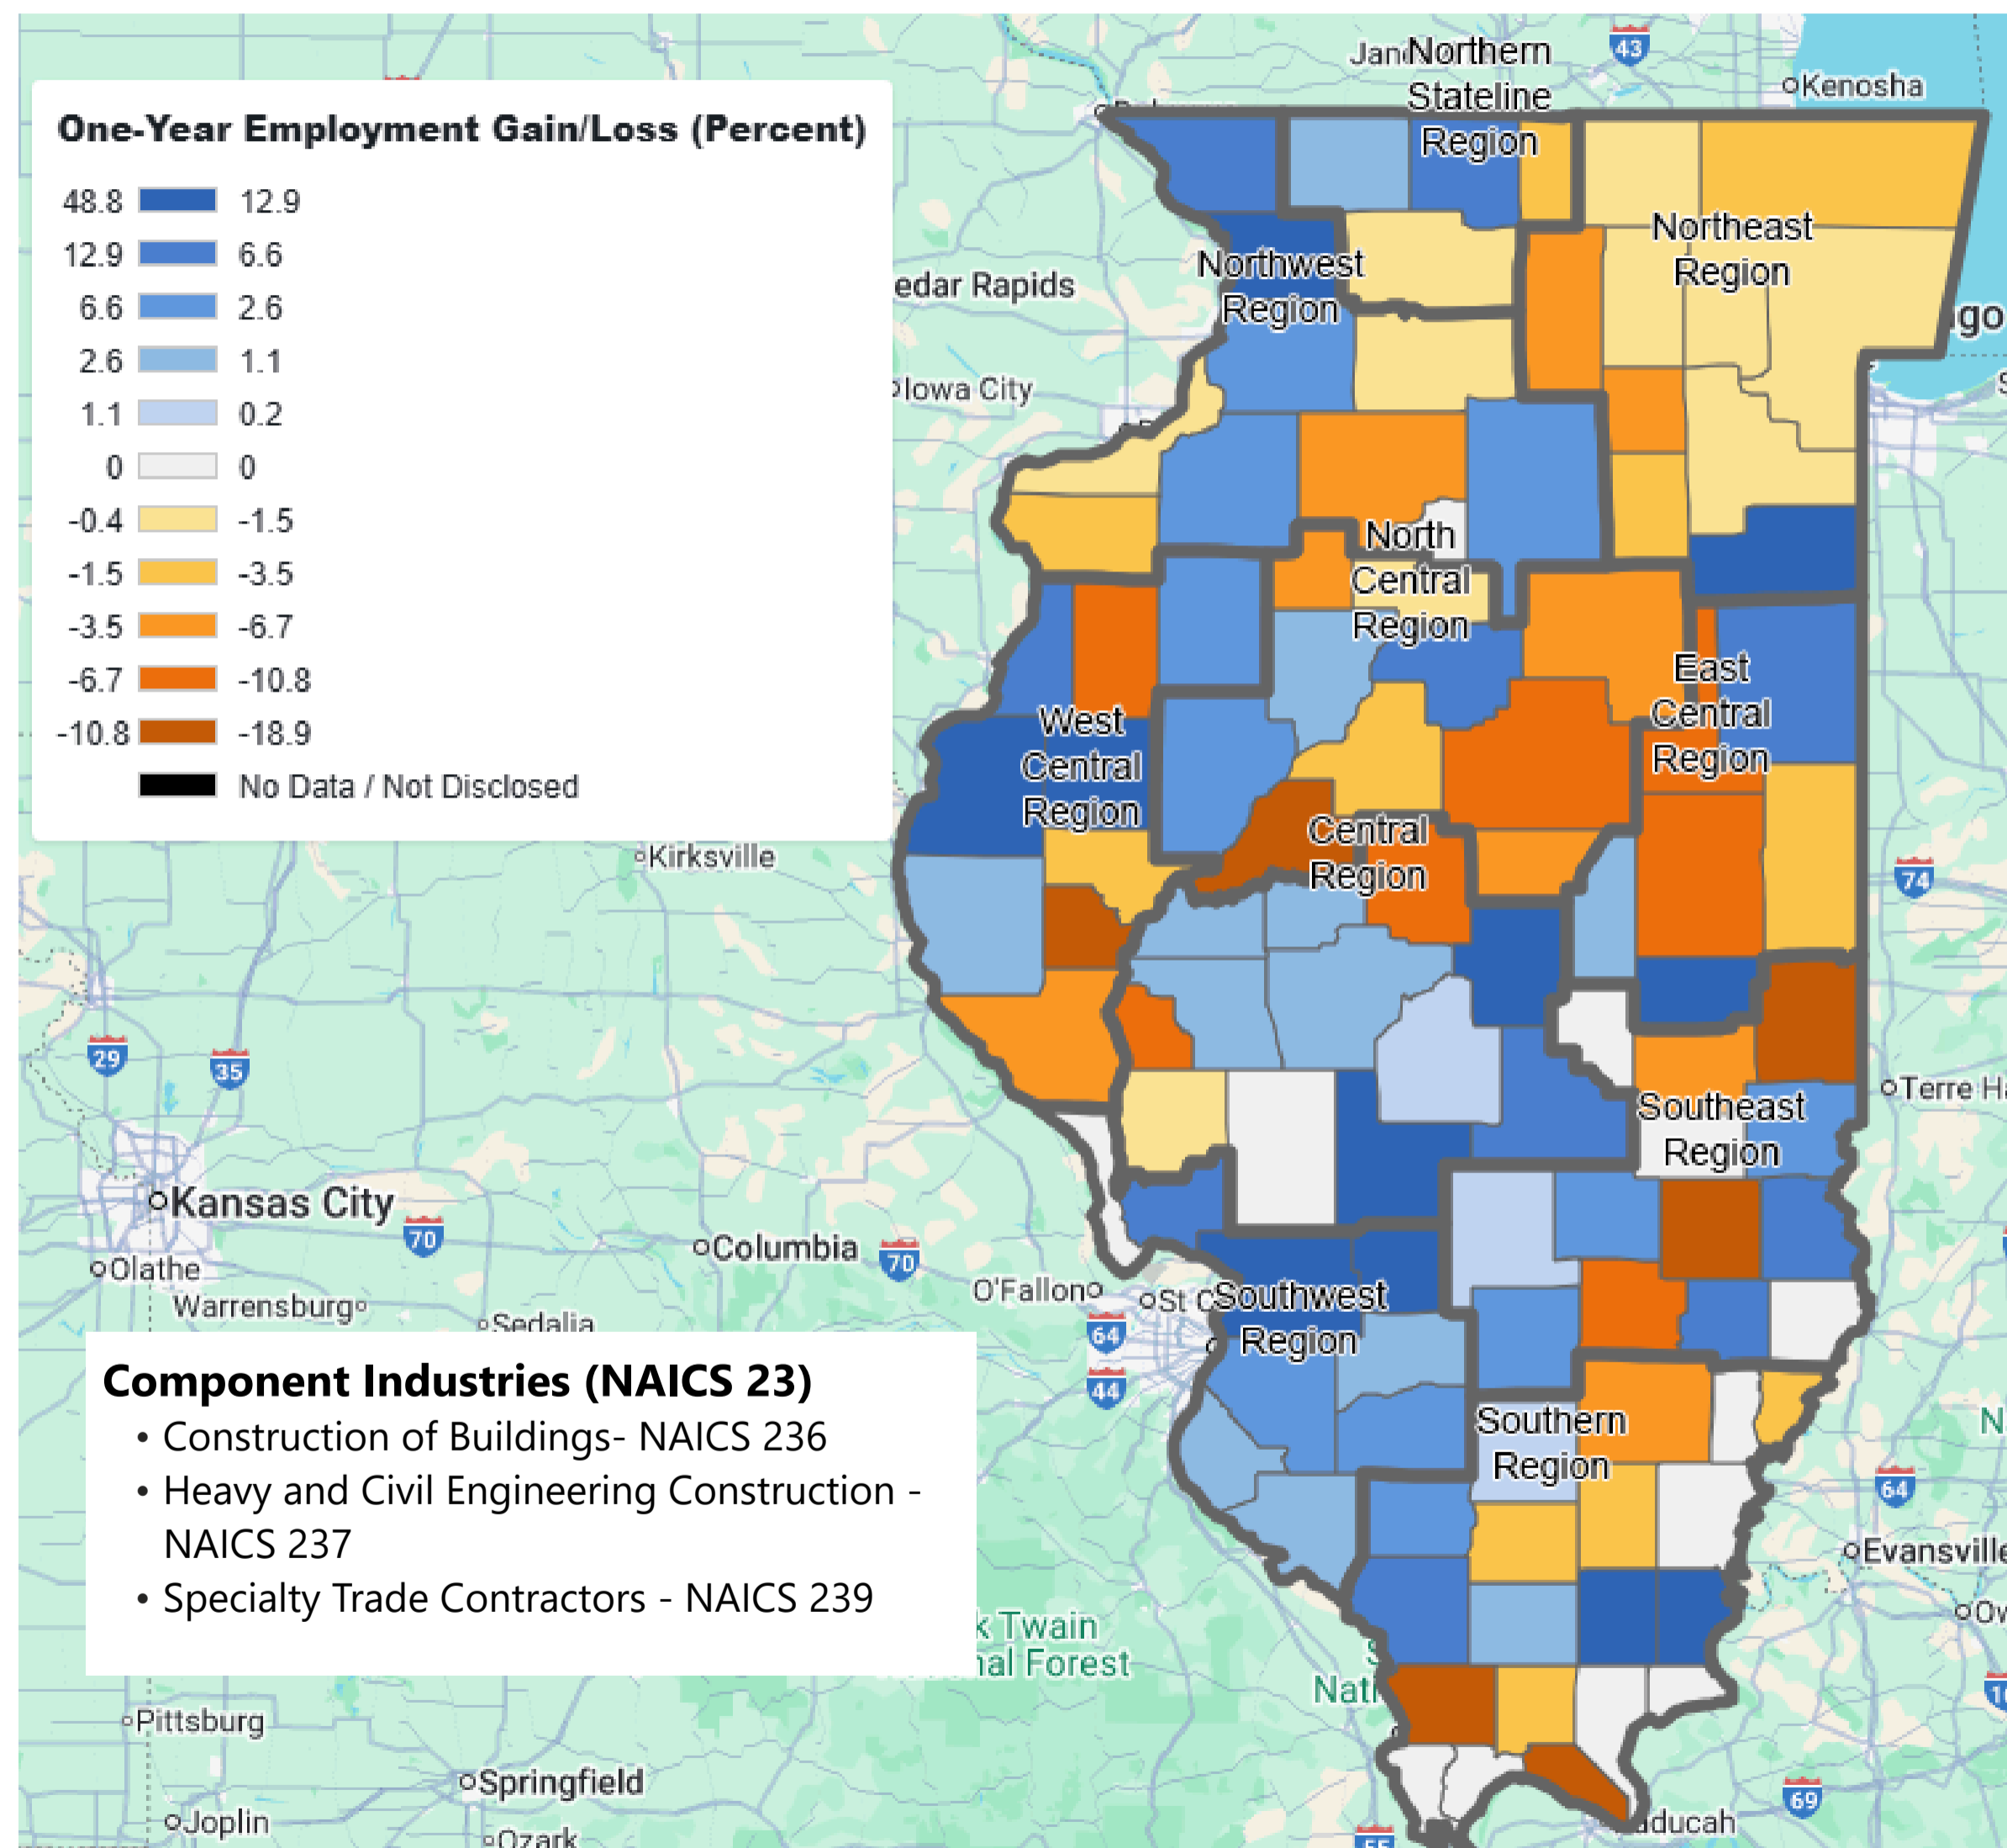 One-Year Employment Gain/Loss (Percent)
48.8 12.9
12.9 6.6
6.6 2.6
2.6 1.1
1.1 0.2
0 0
-0.4 -1.5
-1.5 -3.5
-3.5 -6.7
-6.7 -10.8
-10.8 -18.9
No Data / Not Disclosed
Northern
Stateline
Region
43
Kenosha
Northwest
Region
Northeast
Region
Iowa City
North
Central
Region
East
Central
Region
West
Central
Region
Central
Region
Kirksville
74
29
35
Southeast
Region
Kansas City
70
Columbia
70
Olathe
Warrensburg
Sedalia
O'Fallon
64
44
Southwest
Region
Southern
Region
64
Evansville
Component Industries (NAICS 23)
• Construction of Buildings- NAICS 236
• Heavy and Civil Engineering Construction -
NAICS 237
• Specialty Trade Contractors - NAICS 239
Pittsburg
Springfield
Joplin
Ozark
69
55